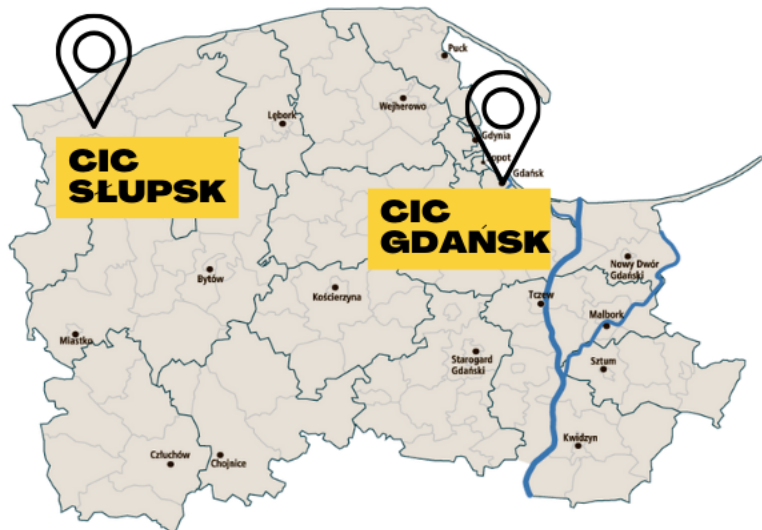 Puck
Wejherowo
Lębork
Gdynia
Sopot
Gdańsk
CIC
SŁUPSK
CIC
GDAŃSK
Bytów
Kościerzyna
Nowy Dwór
Gdański
Tczew
Malbork
Miastko
Starogard
Gdański
Sztum
Kwidzyn
Człuchów
Chojnice